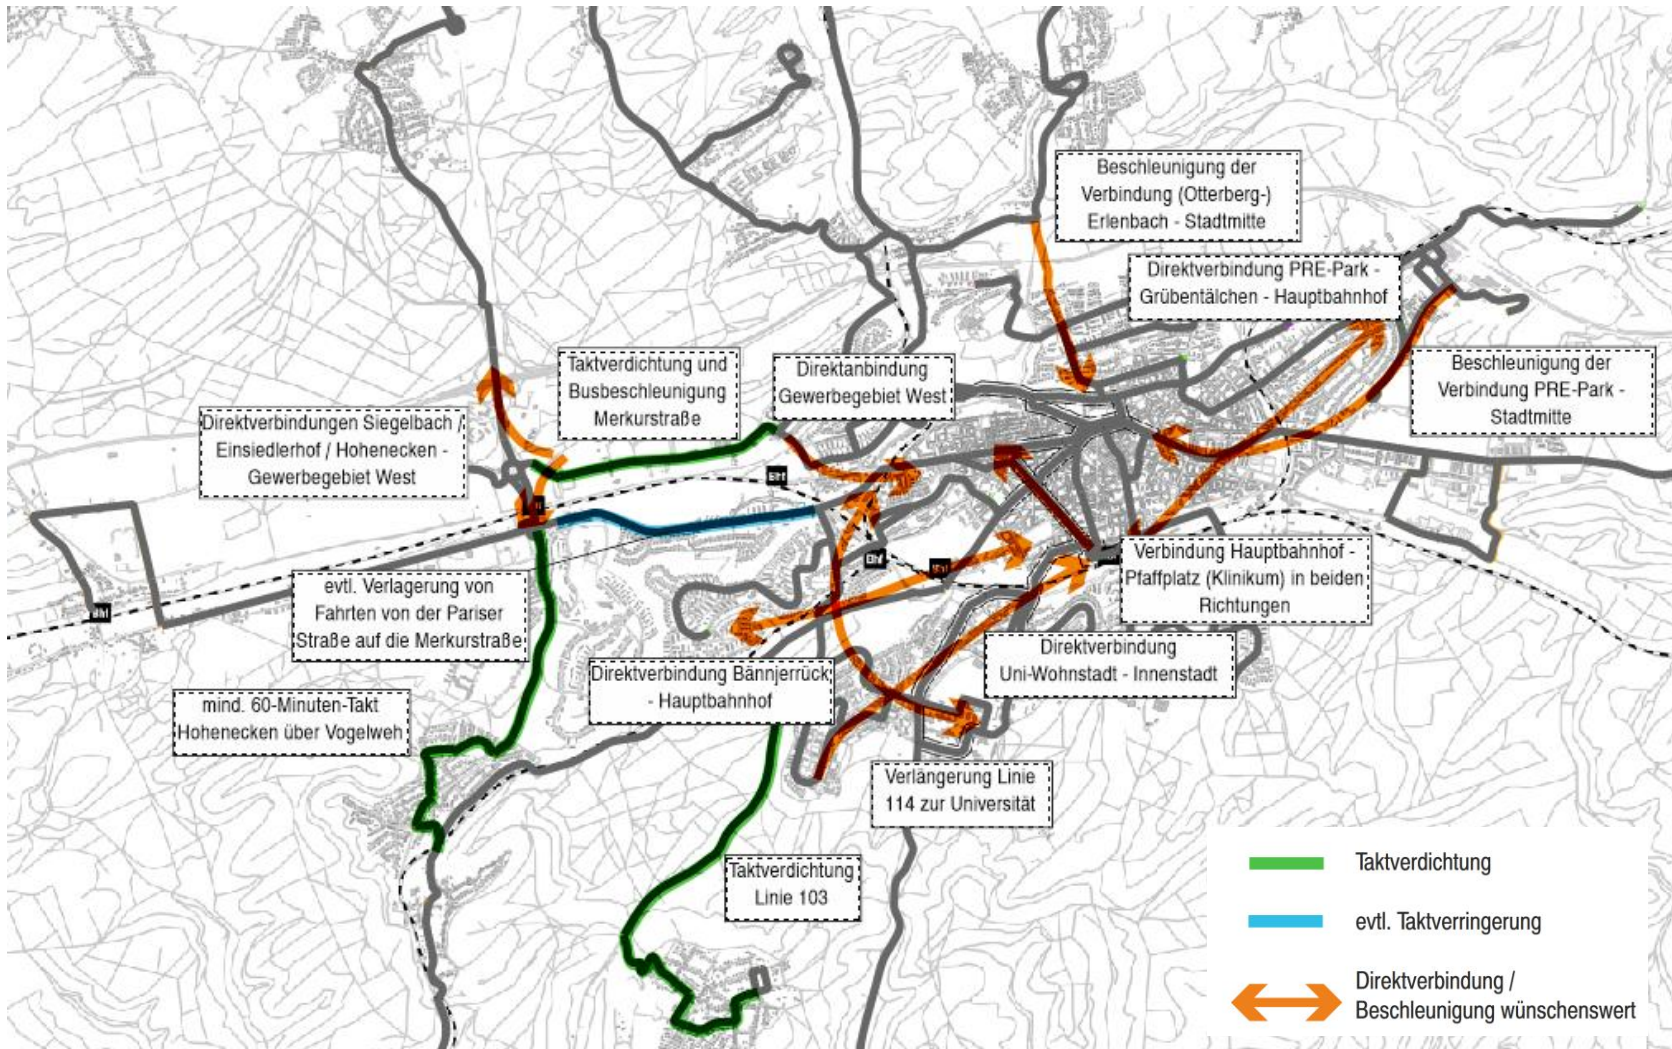 Beschleunigung der
Verbindung (Otterberg-)
Erlenbach - Stadtmitte
Direktverbindung PRE-Park -
Grübentälchen - Hauptbahnhof
Taktverdichtung und
Busbeschleunigung
Merkurstraße
Direktanbindung
Gewerbegebiet West
Beschleunigung der
Verbindung PRE-Park -
Stadtmitte
Direktverbindungen Siegelbach /
Einsiedlerhof / Hohenecken -
Gewerbegebiet West
Bhf
evtl. Verlagerung von
Fahrten von der Pariser
Straße auf die Merkurstraße
Bhf
Bhf
Bhf
Verbindung Hauptbahnhof -
Pfaffplatz (Klinikum) in beiden
Richtungen
Direktverbindung
Uni-Wohnstadt - Innenstadt
Direktverbindung Bännjerrück
- Hauptbahnhof
mind. 60-Minuten-Takt
Hohenecken über Vogelweh
Verlängerung Linie
114 zur Universität
Taktverdichtung
Linie 103
Taktverdichtung
evtl. Taktverringerung
Direktverbindung /
Beschleunigung wünschenswert